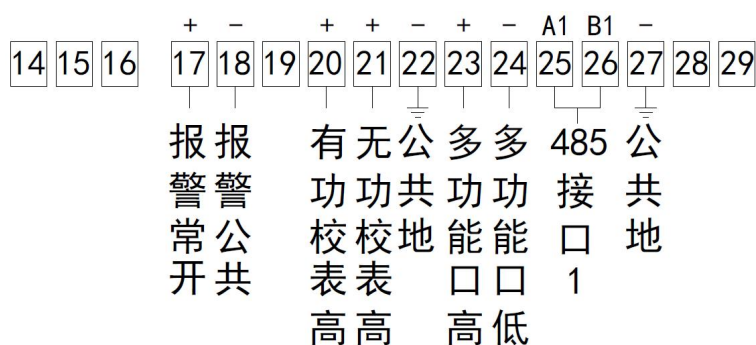 + − + + − + − A1 B1 −
14 15 16 17 18 19 20 21 22 23 24 25 26 27 28 29
报警常开
报警公共
有功校表高
无功校表高
公共地
多功能口高
多功能口低
485
接口1
公共地